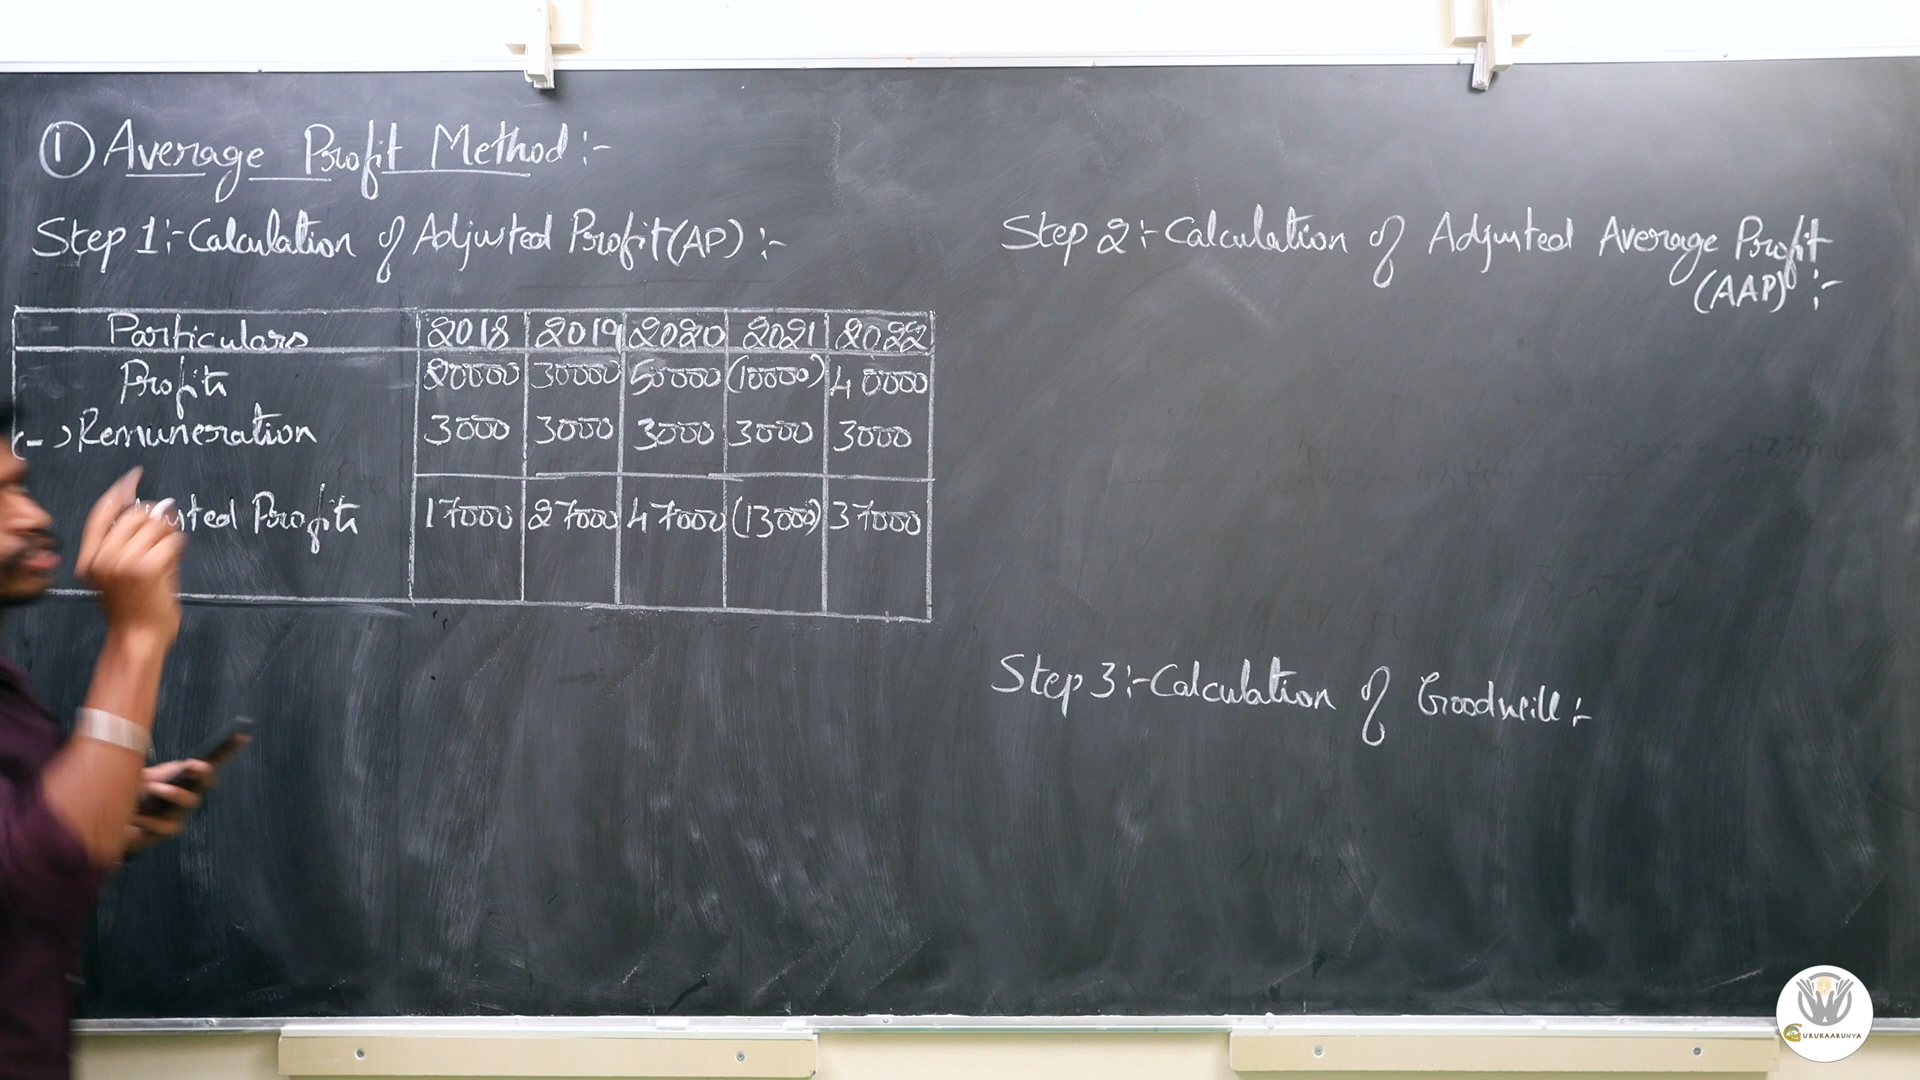 ① Average Profit Method :-
Step 1:- Calculation of Adjusted Profit (AP) :-
Particulars 2018 2019 2020 2021 2022
Profits 20000 30000 50000 (10000) 40000
(-) Remuneration 3000 3000 3000 3000 3000
Profits 17000 27000 47000 (13000) 37000
Step 2:- Calculation of Adjusted Average Profit
(AAP) :-
Step 3:- Calculation of Goodwill :-
GURUKAARUNYA